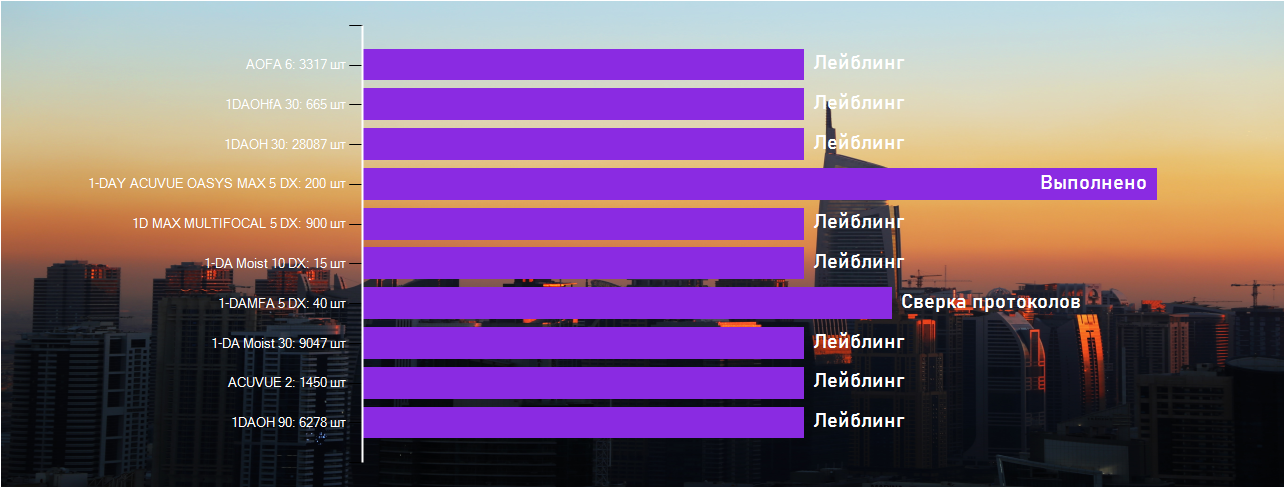 AOFA 6: 3317 шт Лейблинг
1DAOHfA 30: 665 шт Лейблинг
1DAOH 30: 28087 шт Лейблинг
1-DAY ACUVUE OASYS MAX 5 DX: 200 шт Выполнено
1D MAX MULTIFOCAL 5 DX: 900 шт Лейблинг
1-DA Moist 10 DX: 15 шт Лейблинг
1-DAMFA 5 DX: 40 шт Сверка протоколов
1-DA Moist 30: 9047 шт Лейблинг
ACUVUE 2: 1450 шт Лейблинг
1DAOH 90: 6278 шт Лейблинг